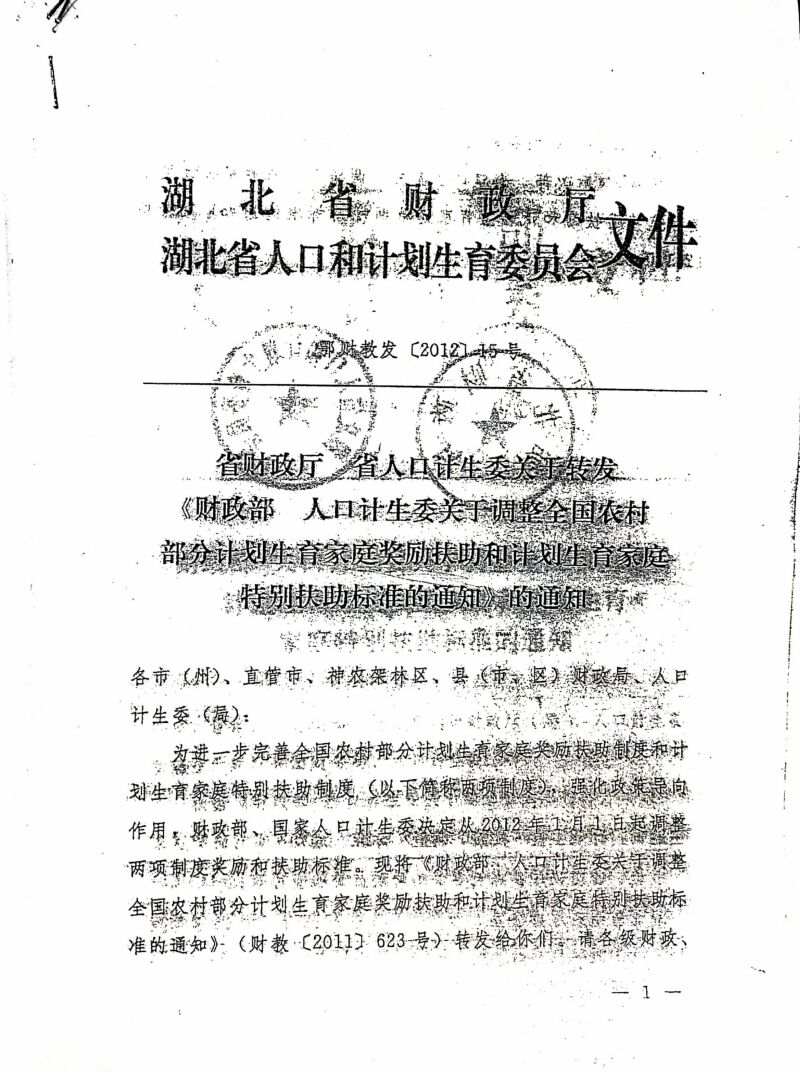 湖北省财政厅
湖北省人口和计划生育委员会
文件
鄂财教发〔2012〕15号
省财政厅 省人口计生委关于转发
《财政部 人口计生委关于调整全国农村
部分计划生育家庭奖励扶助和计划生育家庭
特别扶助标准的通知》的通知
各市（州）、直管市、神农架林区、县（市、区）财政局、人口
计生委（局）：
为进一步完善全国农村部分计划生育家庭奖励扶助制度和计
划生育家庭特别扶助制度（以下简称两项制度），强化政策导向
作用，财政部、国家人口计生委决定从2012年1月1日起调整
两项制度奖励和扶助标准。现将《财政部 人口计生委关于调整
全国农村部分计划生育家庭奖励扶助和计划生育家庭特别扶助标
准的通知》（财教〔2011〕623号）转发给你们，请各级财政、
— 1 —